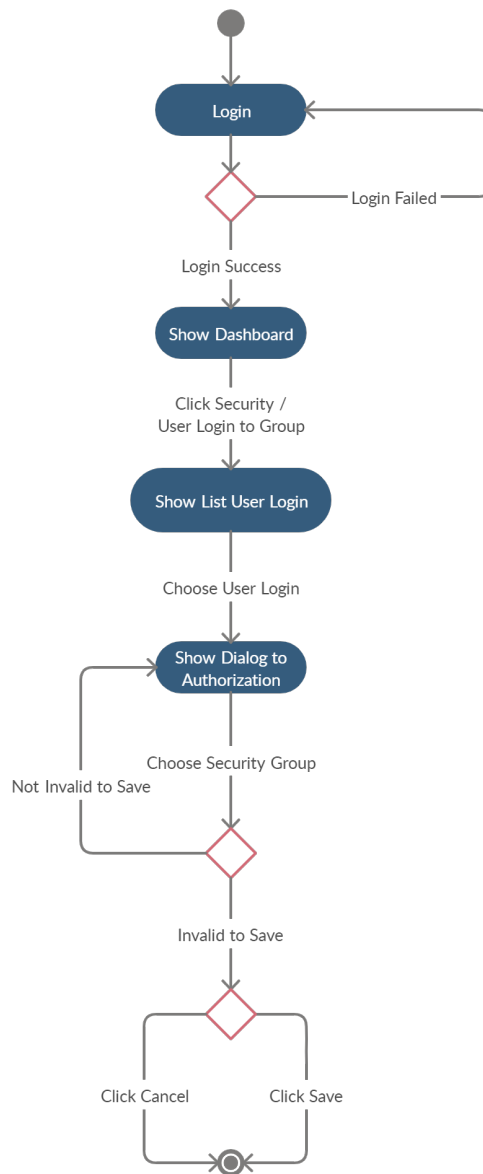 Login
Login Failed
Login Success
Show Dashboard
Click Security /
User Login to Group
Show List User Login
Choose User Login
Show Dialog to
Authorization
Choose Security Group
Not Invalid to Save
Invalid to Save
Click Cancel
Click Save